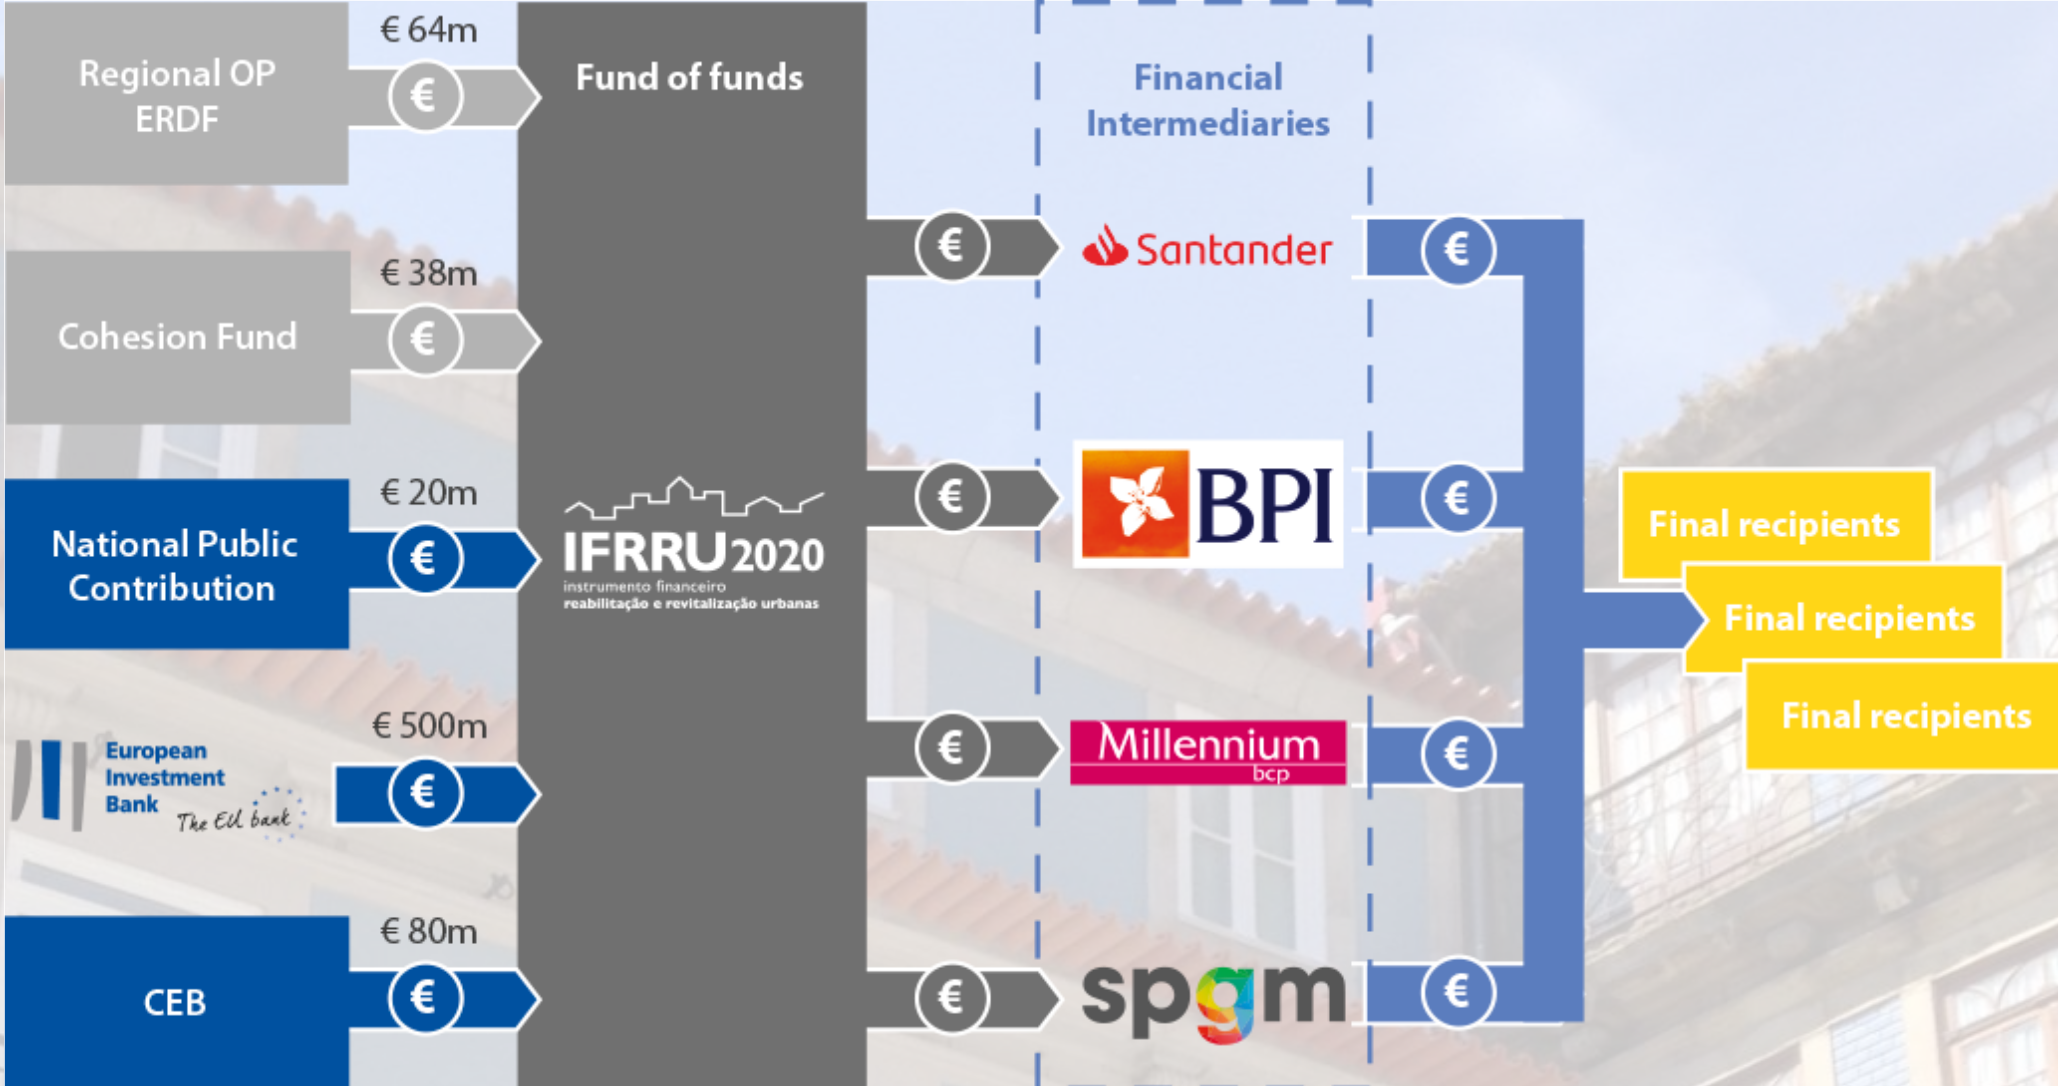 Regional OP
ERDF
€ 64m
€
Cohesion Fund
€ 38m
€
National Public
Contribution
€ 20m
€
European
Investment
Bank
The EU bank
€ 500m
€
CEB
€ 80m
€
Fund of funds
IFRRU 2020
instrumento financeiro
reabilitação e revitalização urbanas
€
€
€
€
Financial
Intermediaries
Santander
BPI
Millennium
bcp
spgm
€
€
€
€
Final recipients
Final recipients
Final recipients